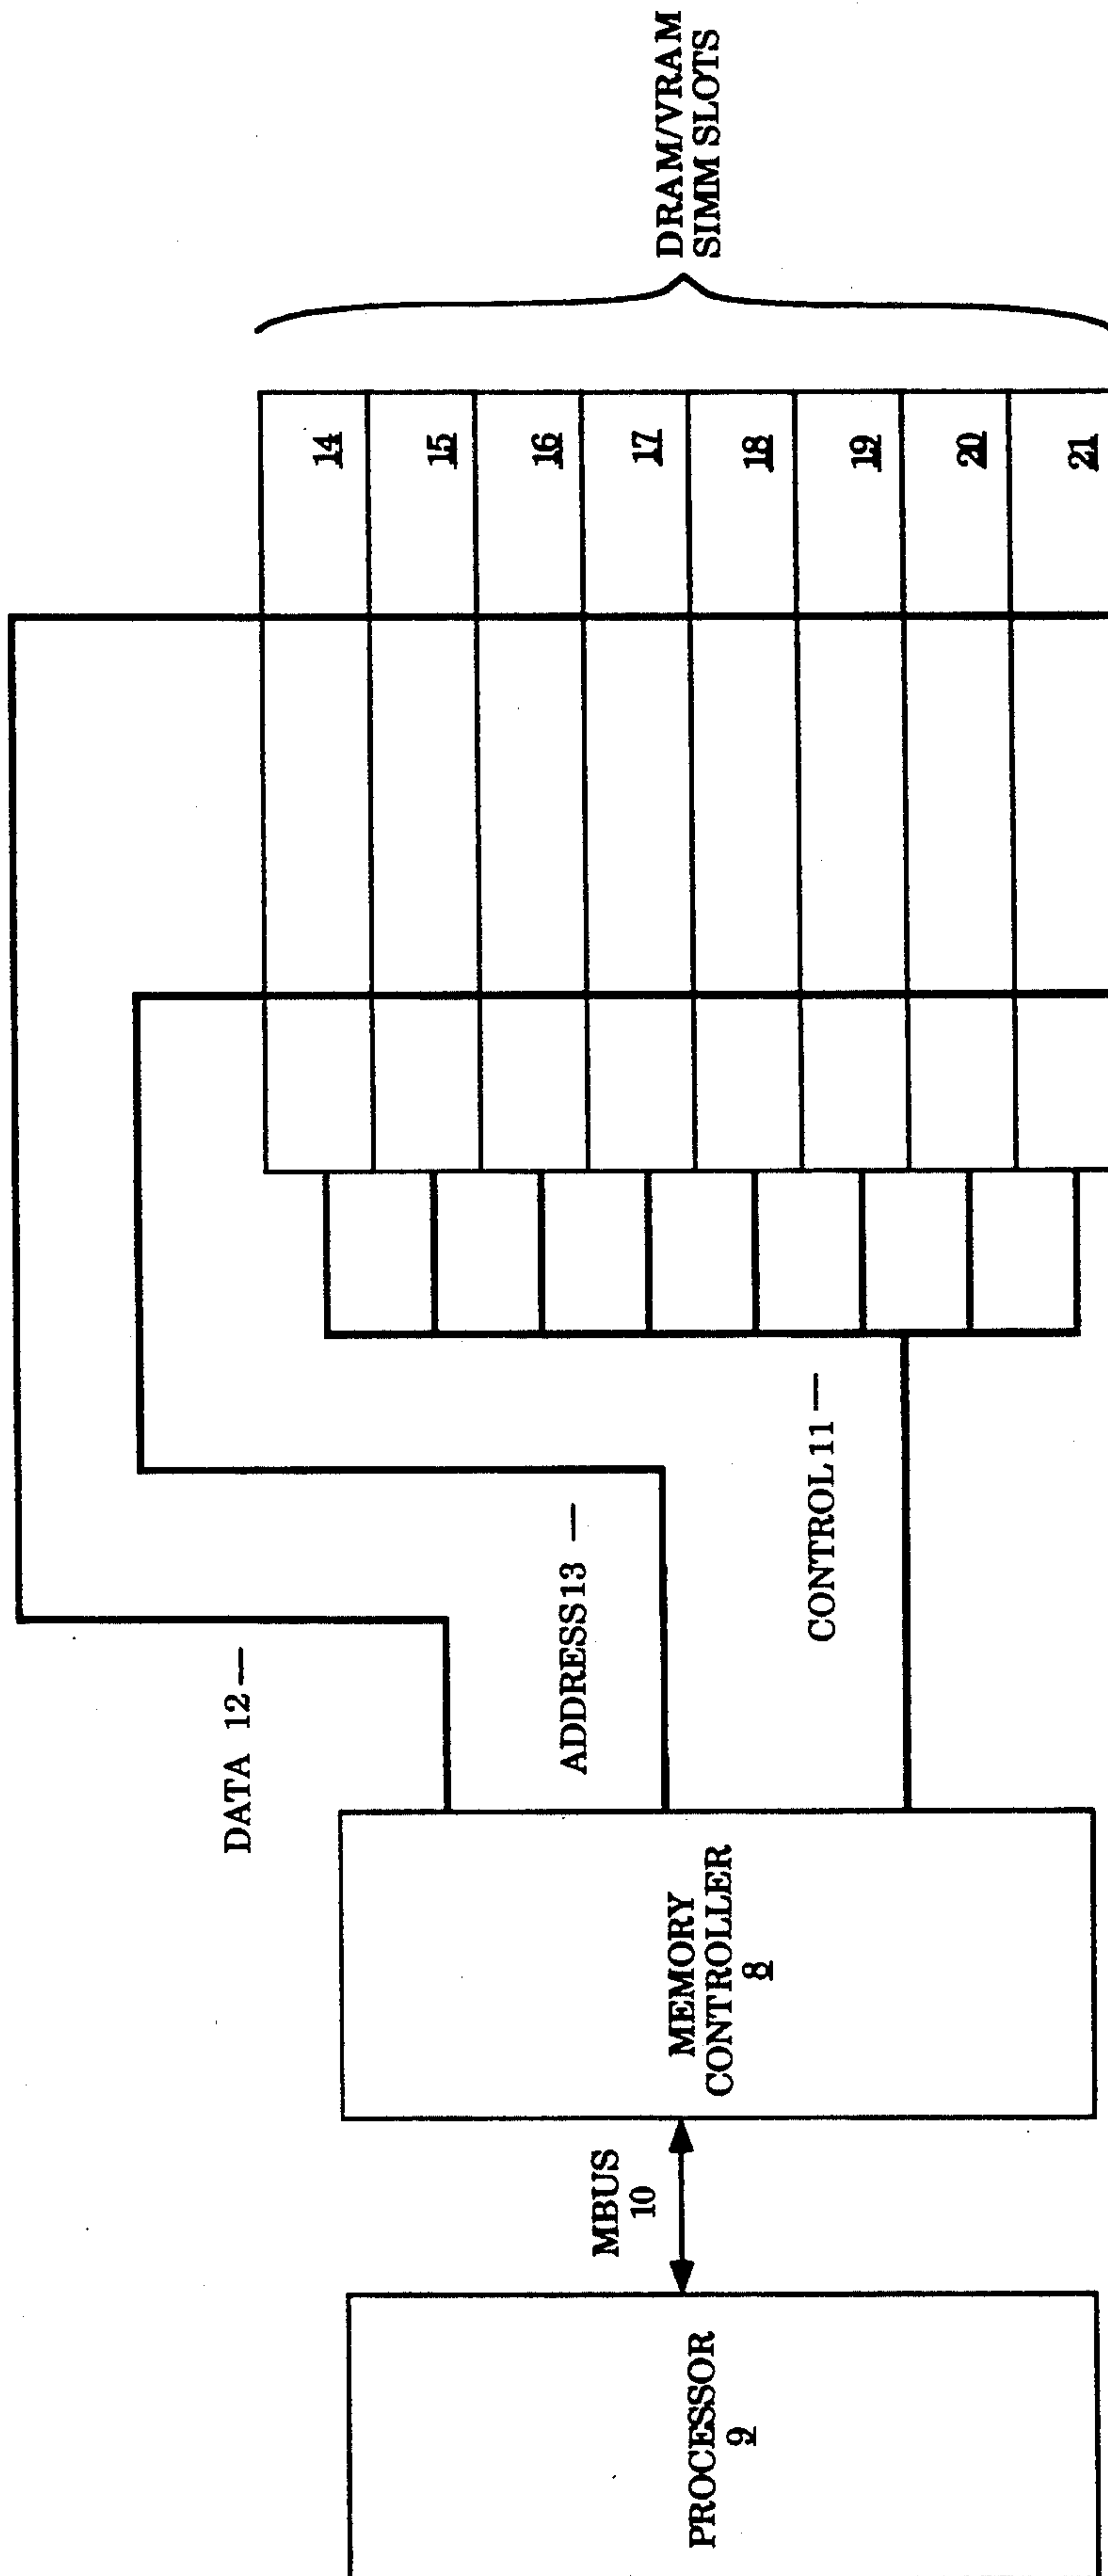 DATA 12
ADDRESS 13
CONTROL 11
PROCESSOR
9
MBUS
10
MEMORY
CONTROLLER
8
14
15
16
17
18
19
20
21
DRAM/VRAM
SIMM SLOTS